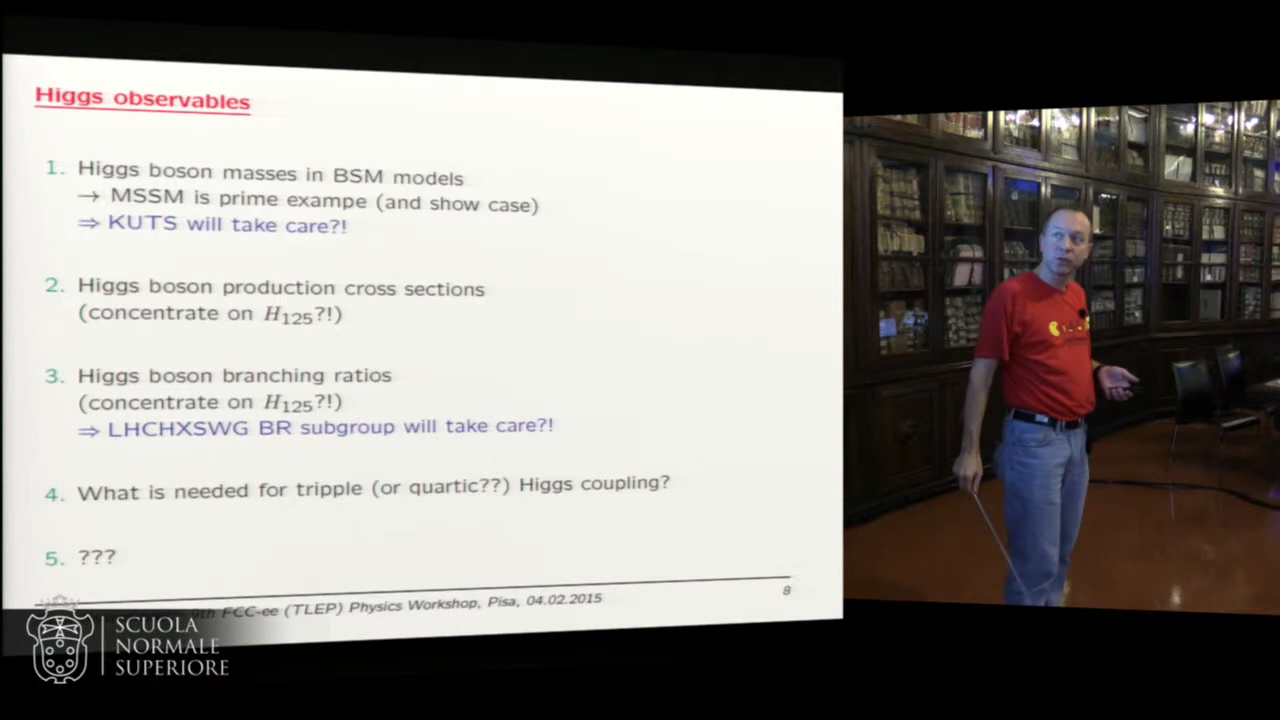 Higgs observables
1. Higgs boson masses in BSM models
→ MSSM is prime exampe (and show case)
⇒ KUTS will take care?!
2. Higgs boson production cross sections
(concentrate on H125?!)
3. Higgs boson branching ratios
(concentrate on H125?!)
⇒ LHCHXSWG BR subgroup will take care?!
4. What is needed for tripple (or quartic??) Higgs coupling?
5. ???
9th FCC-ee (TLEP) Physics Workshop, Pisa, 04.02.2015
8
SCUOLA
NORMALE
SUPERIORE